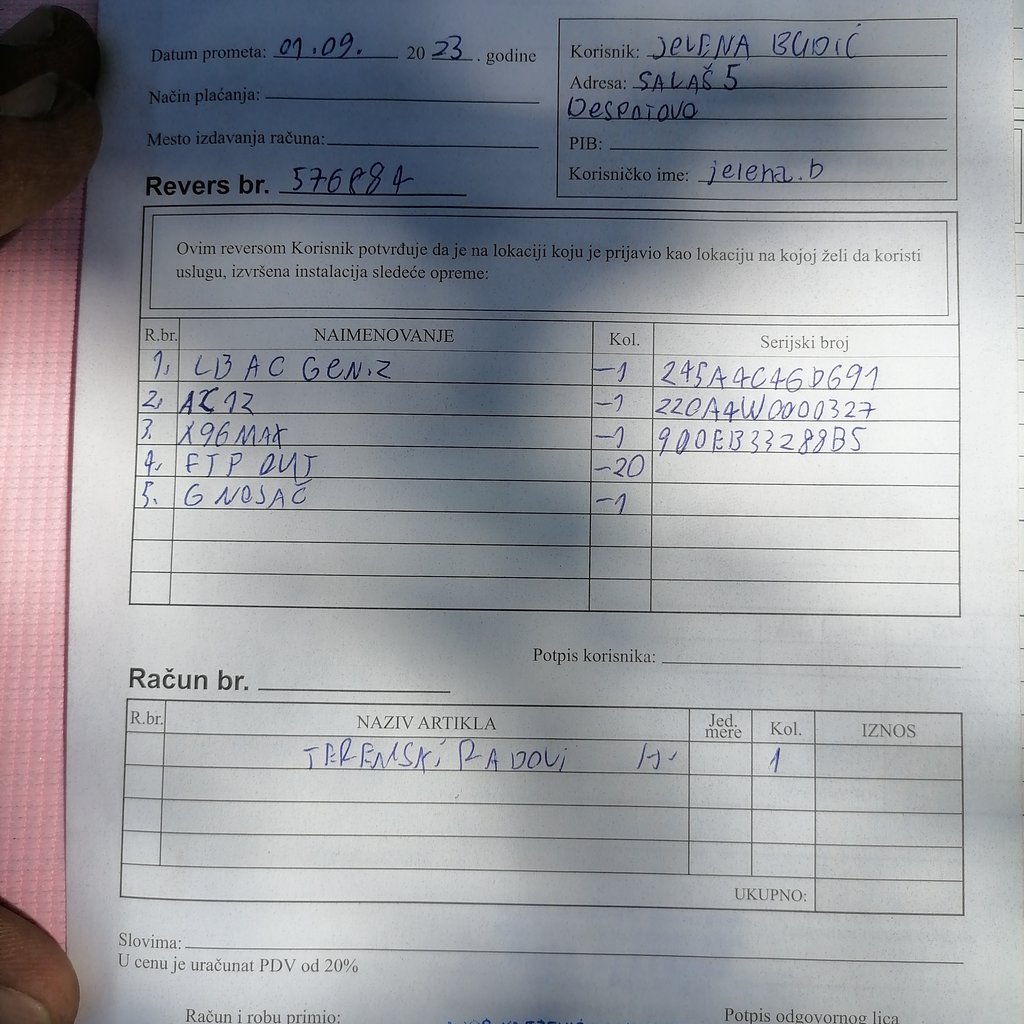 Datum prometa: 01.09. 20 23 . godine
Način plaćanja:
Mesto izdavanja računa:
Revers br. 576884
Korisnik: JELENA BUDIĆ
Adresa: SALAŠ 5
DESPOTOVO
PIB:
Korisničko ime: jelena.b
Ovim reversom Korisnik potvrđuje da je na lokaciji koju je prijavio kao lokaciju na kojoj želi da koristi
uslugu, izvršena instalacija sledeće opreme:
R.br. NAIMENOVANJE Kol. Serijski broj
1. LB AC GEN.2 -1 245A4C46D691
2. AC12 -1 220A4W0000327
3. X96MAX -1 900EB33288B5
4. FTP OUT -20
5. G NOSAČ -1
Potpis korisnika:
Račun br.
R.br. NAZIV ARTIKLA Jed. mere Kol. IZNOS
TERENSKI RADOVI 1
UKUPNO:
Slovima:
U cenu je uračunat PDV od 20%
Račun i robu primio: Potpis odgovornog lica